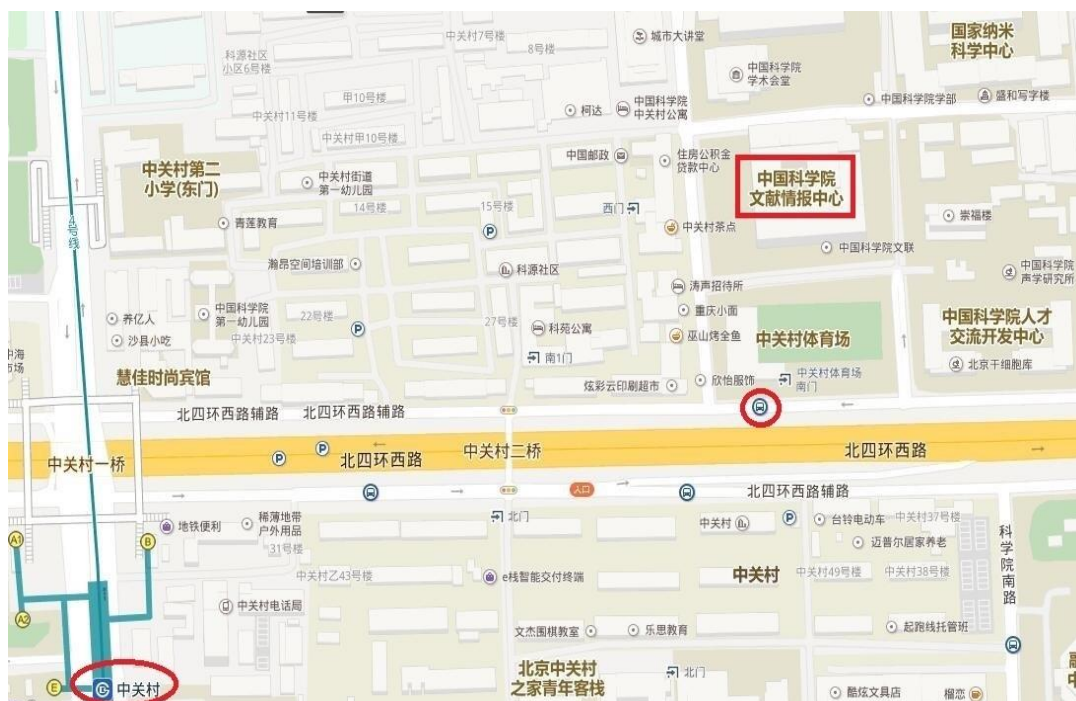 中关村7号楼
城市大讲堂
国家纳米
科学中心
科源社区
小区6号楼
8号楼
中国科学院
学术会堂
甲10号楼
柯达
中国科学院
中关村公寓
中国科学院学部
盛和写字楼
中关村11号楼
中关村甲10号楼
中国邮政
住房公积金
贷款中心
中关村第二
小学(东门)
中关村街道
第一幼儿园
中国科学院
文献情报中心
14号楼
15号楼
西门
青莲教育
P
中关村茶点
崇福楼
4号线
中国科学院文联
瀚昂空间培训部
科源社区
中国科学院
声学研究所
涛声招待所
中国科学院
第一幼儿园
22号楼
27号楼
重庆小面
养亿人
P
科苑公寓
巫山烤全鱼
中关村体育场
中国科学院人才
交流开发中心
沙县小吃
中关村23号楼
南1门
北京干细胞库
中海
市场
慧佳时尚宾馆
炫彩云印刷超市
欣怡服饰
中关村体育场
南门
北四环西路辅路
北四环西路辅路
中关村一桥
P
P
北四环西路
中关村二桥
北四环西路
入口
北四环西路辅路
地铁便利
稀薄地带
户外用品
北门
中关村
P
台铃电动车
中关村37号楼
A1
B
31号楼
迈普尔居家养老
科学院南路
中关村乙43号楼
e栈智能交付终端
中关村
中关村49号楼
中关村38号楼
A2
中关村电话局
文杰围棋教室
乐思教育
起跑线托管班
E
中关村
北京中关村
之家青年客栈
北门
酷炫文具店
榴恋